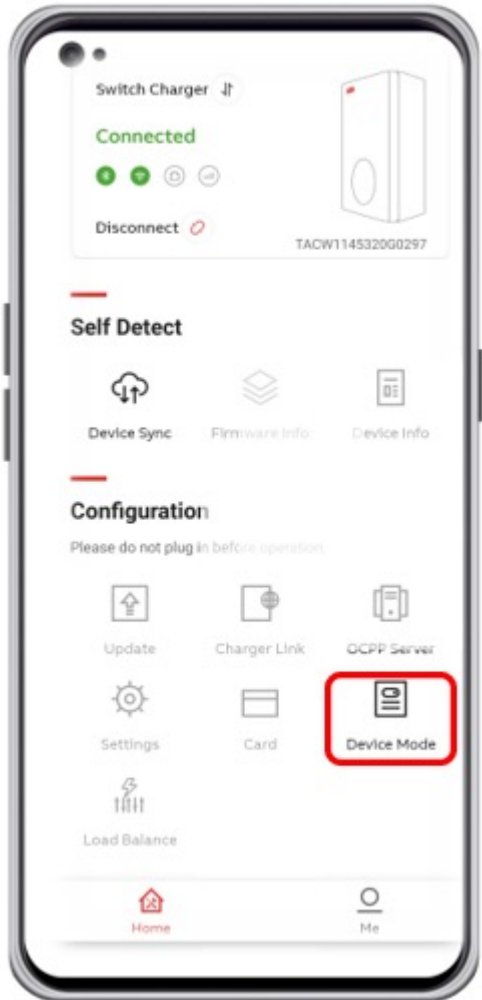 Switch Charger
Connected
Disconnect
TACW1145320G0297
Self Detect
Device Sync
Firmware Info
Device Info
Configuration
Please do not plug in before operation
Update
Charger Link
OCPP Server
Settings
Card
Device Mode
Load Balance
Home
Me